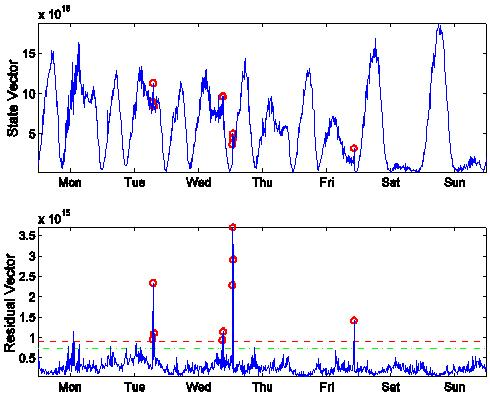 x 10^16
15
10
5
State Vector
Mon Tue Wed Thu Fri Sat Sun
x 10^15
3.5
3
2.5
2
1.5
1
0.5
Residual Vector
Mon Tue Wed Thu Fri Sat Sun